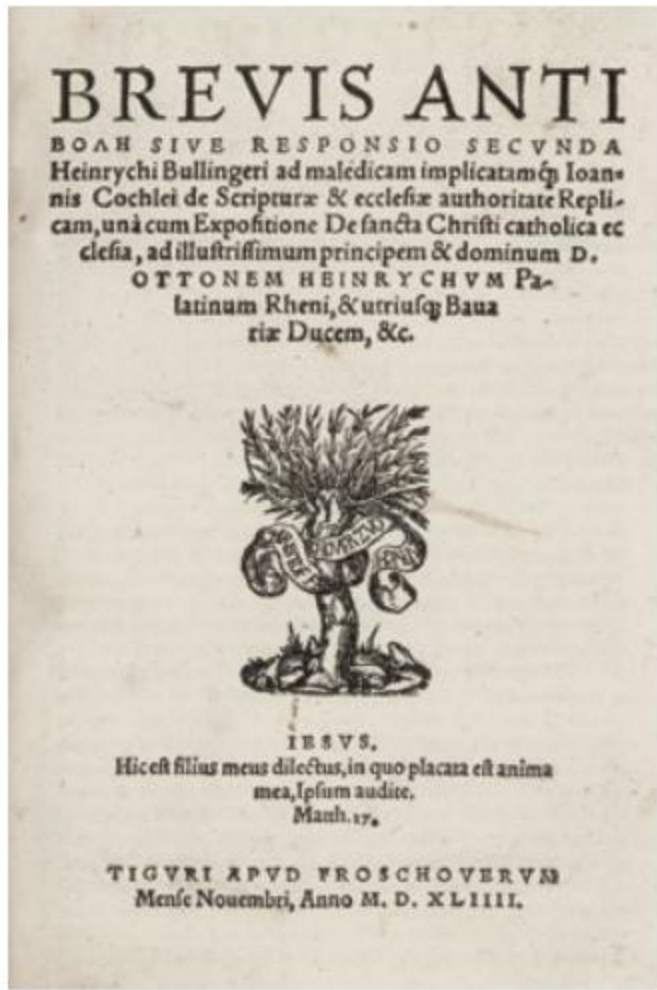 BREVIS ANTI
ΒΟΛΗ SIVE RESPONSIO SECVNDA
Heinrychi Bullingeri ad maledicam implicatamq́ꝫ Ioan-
nis Cochlei de Scripturæ & ecclesiæ authoritate Repli-
cam, unà cum Expositione De sancta Christi catholica ec
clesia, ad illustrissimum principem & dominum D.
OTTONEM HEINRYCHVM Pa-
latinum Rheni, & utriusqꝫ Baua
riæ Ducem, &c.
IESVS.
Hic est filius meus dilectus, in quo placata est anima
mea, Ipsum audite.
Matth. 17.
TIGVRI APVD FROSCHOVERVM
Mense Nouembri, Anno M. D. XLIIII.